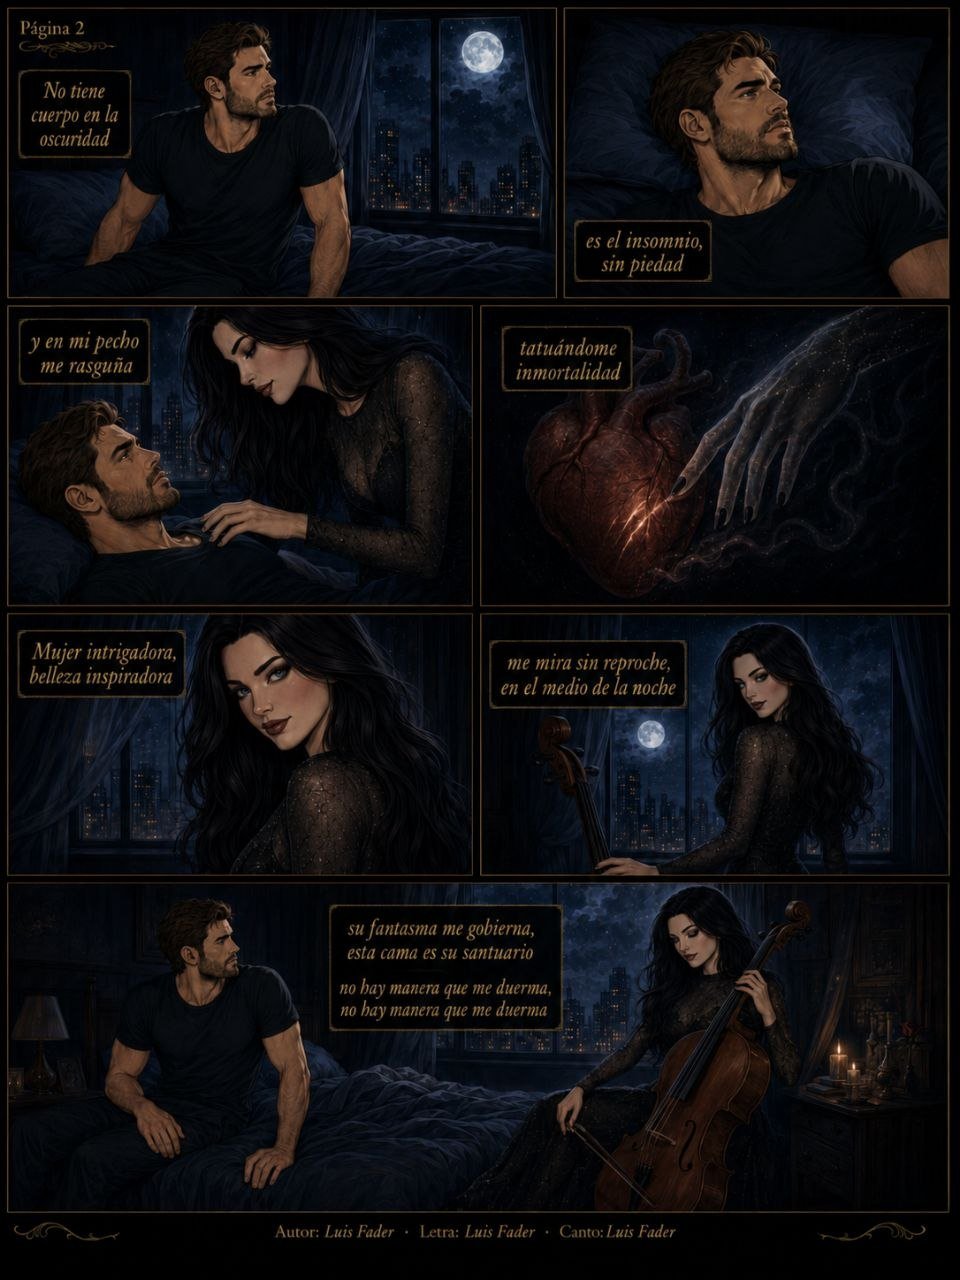 Página 2
No tiene
cuerpo en la
oscuridad
es el insomnio,
sin piedad
y en mi pecho
me rasguña
tatuándome
inmortalidad
Mujer intrigadora,
belleza inspiradora
me mira sin reproche,
en el medio de la noche
su fantasma me gobierna,
esta cama es su santuario
no hay manera que me duerma,
no hay manera que me duerma
Autor: Luis Fader · Letra: Luis Fader · Canto: Luis Fader